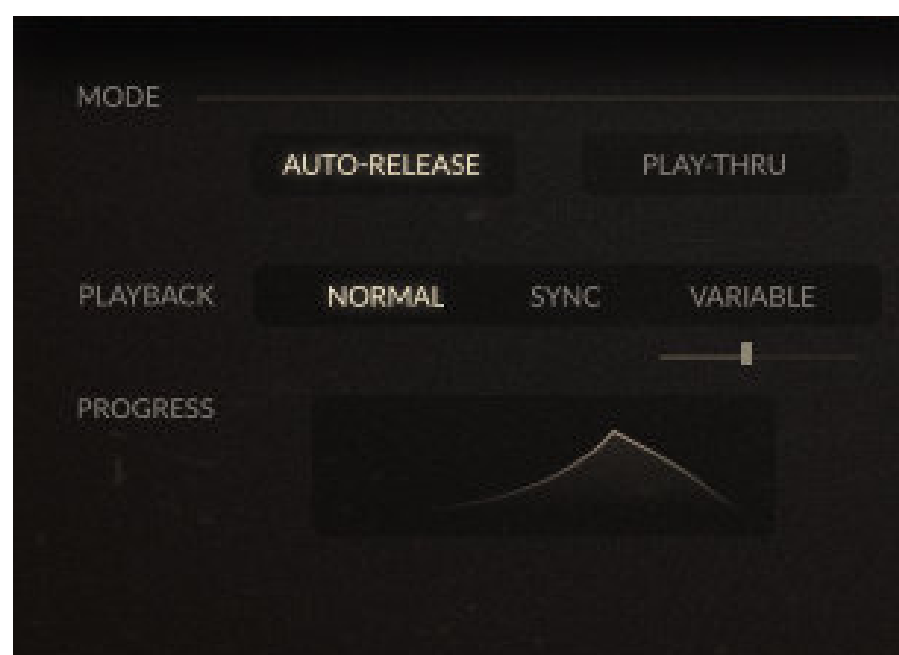 MODE
AUTO-RELEASE PLAY-THRU
PLAYBACK NORMAL SYNC VARIABLE
PROGRESS